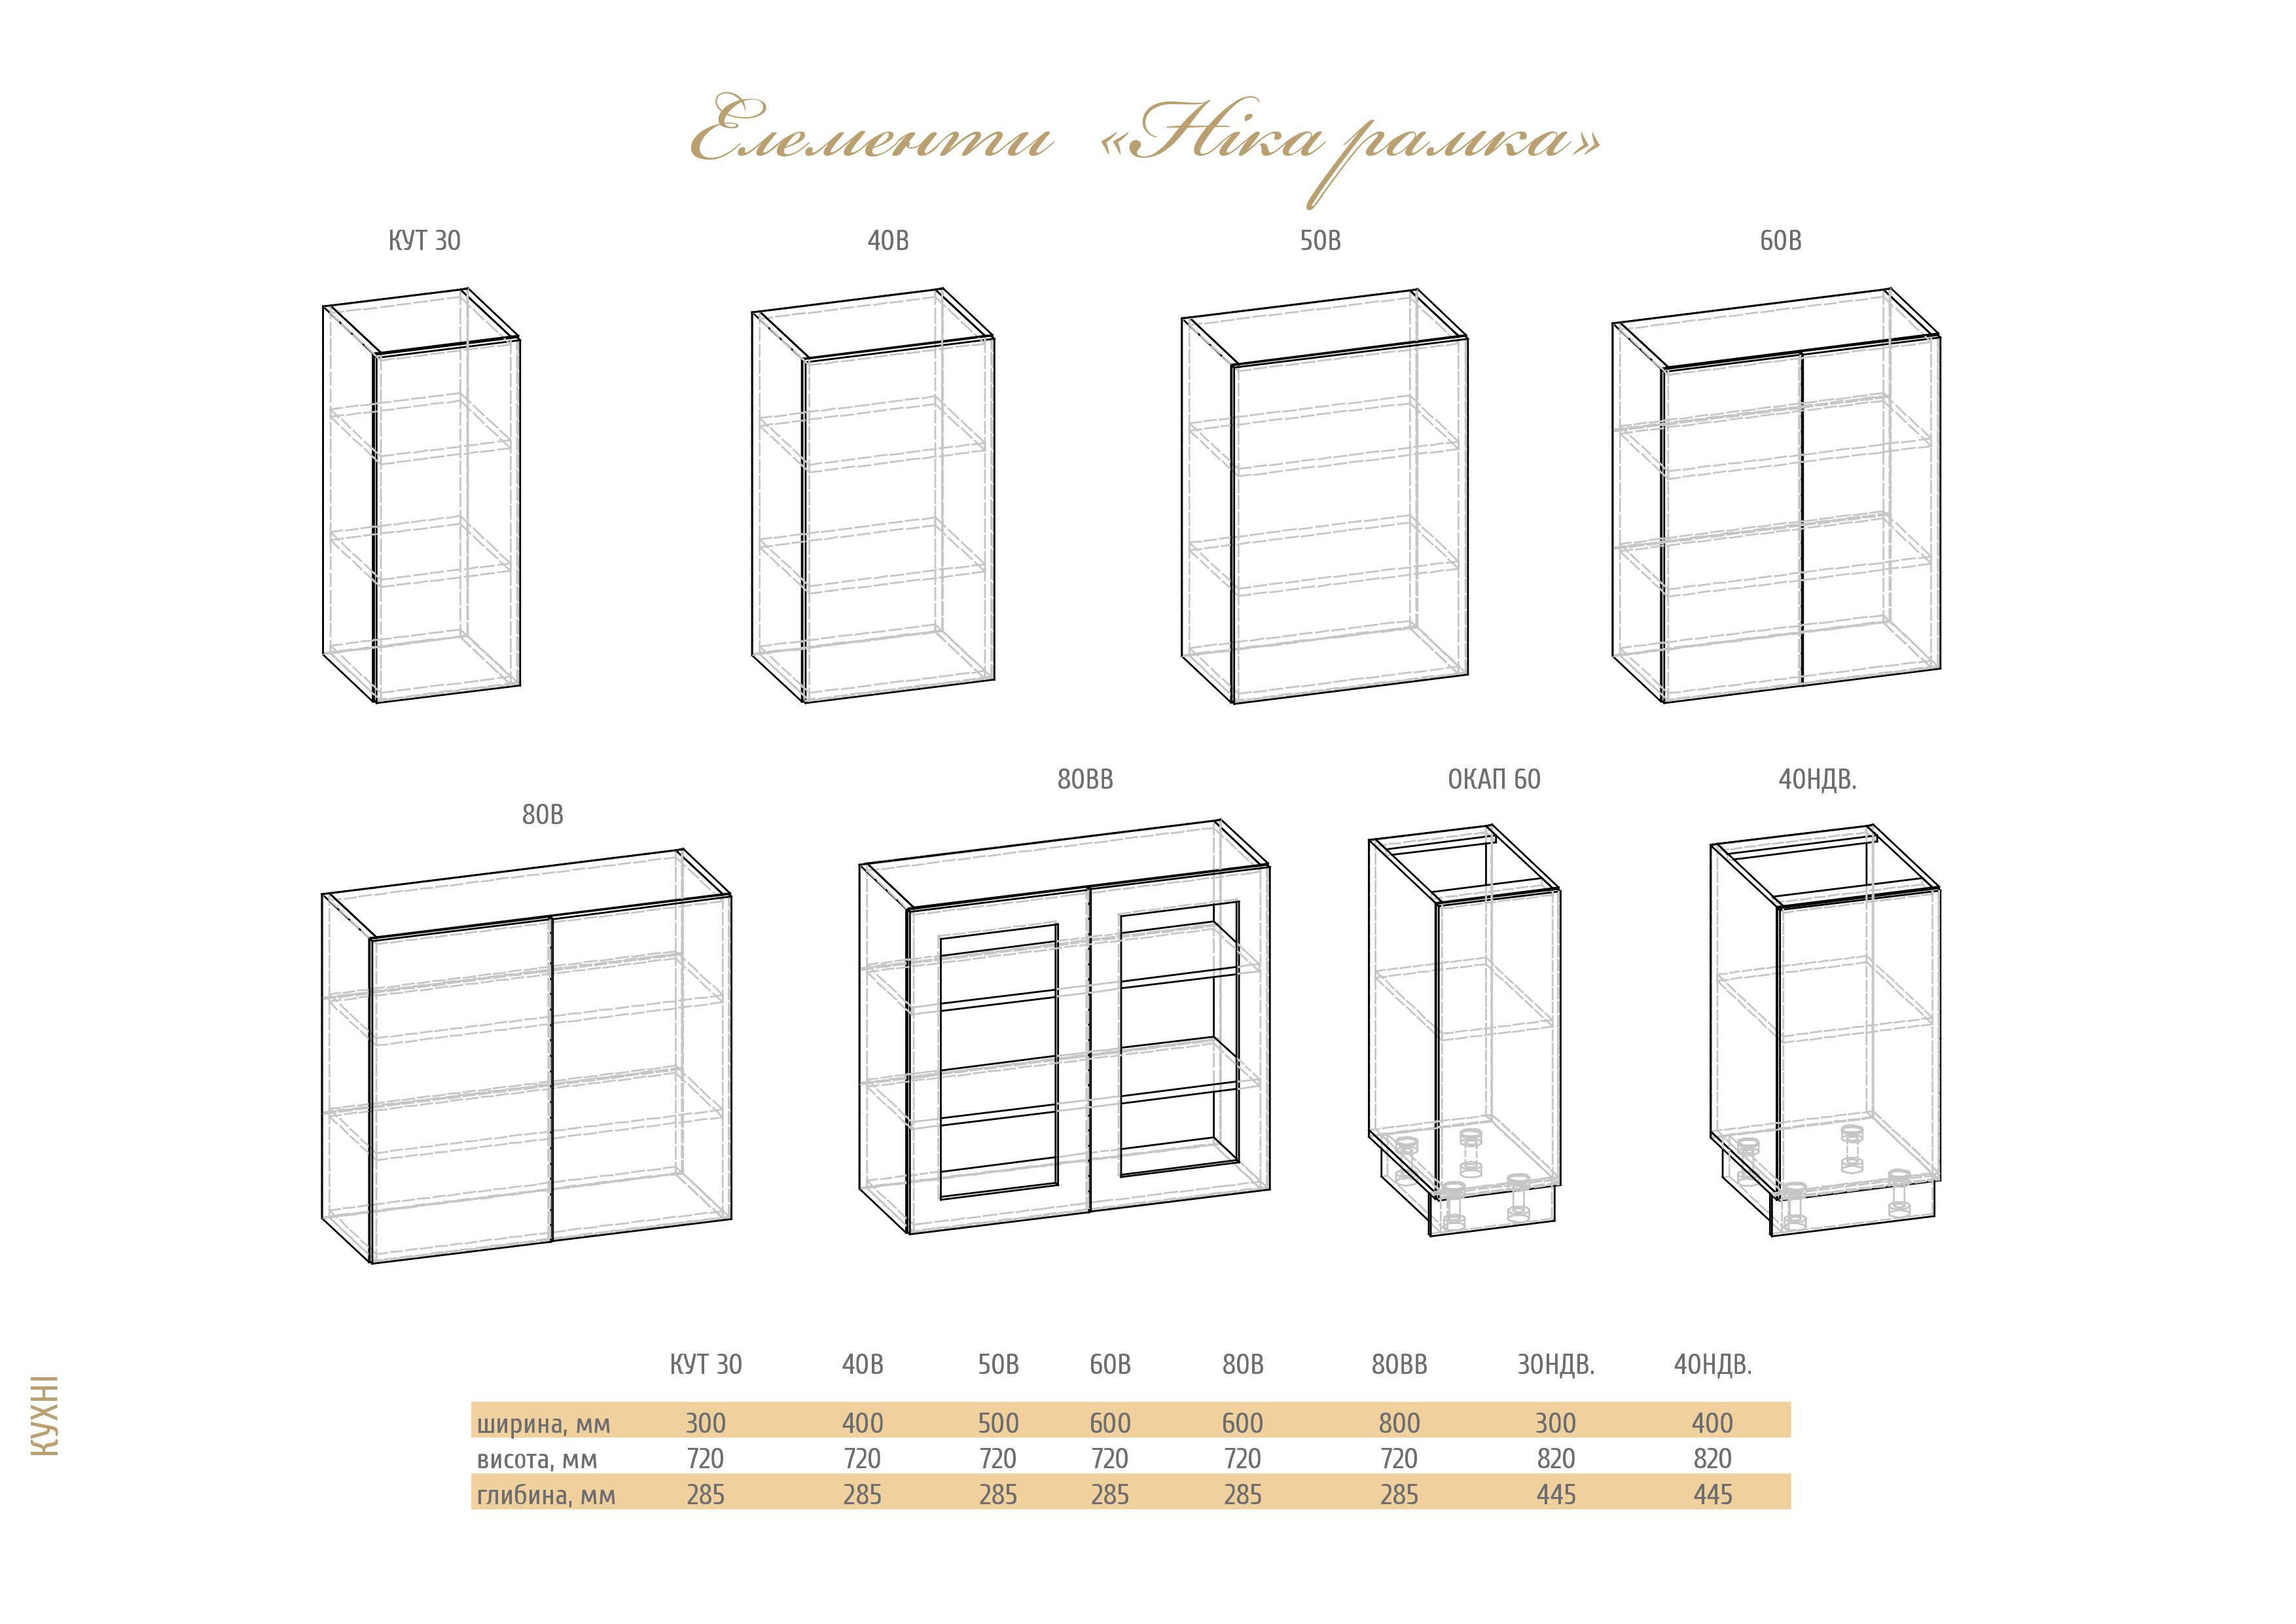 Елементи «Ніка рамка»
КУТ 30 40В 50В 60В
80В 80ВВ ОКАП 60 40НДВ.
КУТ 30 40В 50В 60В 80В 80ВВ 30НДВ. 40НДВ.
ширина, мм 300 400 500 600 600 800 300 400
висота, мм 720 720 720 720 720 720 820 820
глибина, мм 285 285 285 285 285 285 445 445
КУХНІ